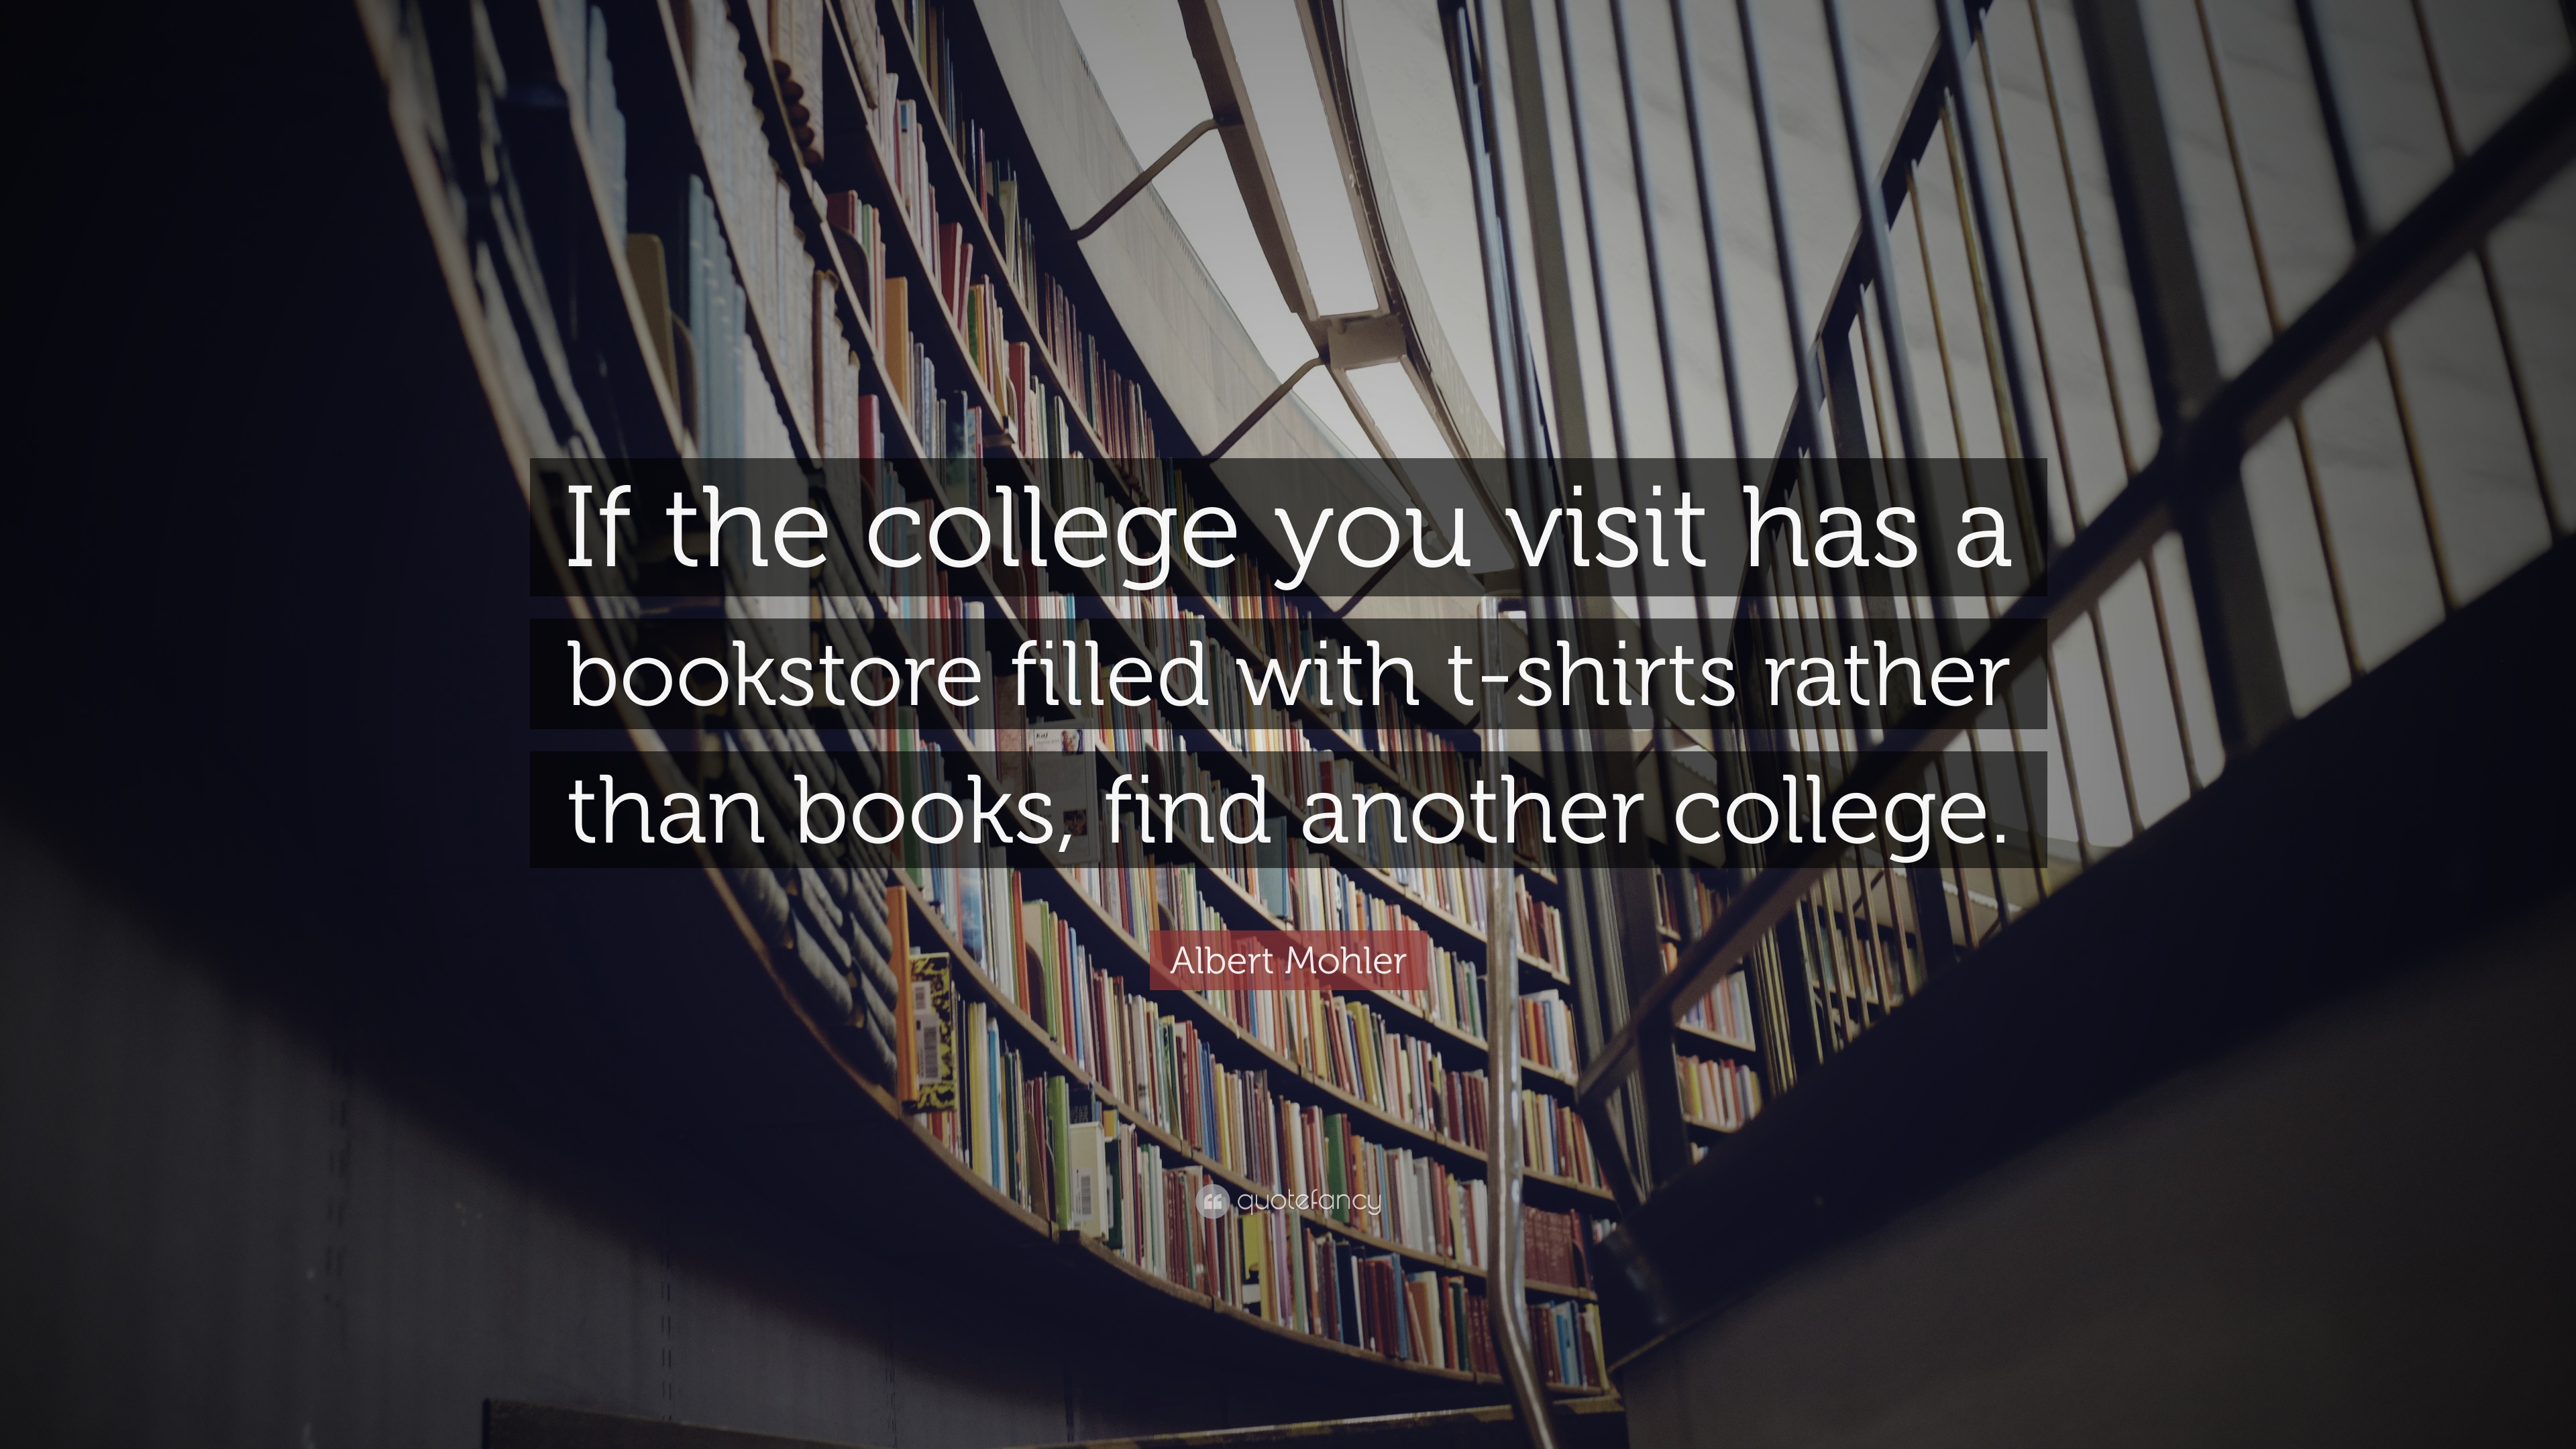 If the college you visit has a
bookstore filled with t-shirts rather
than books, find another college.
Albert Mohler
quotefancy